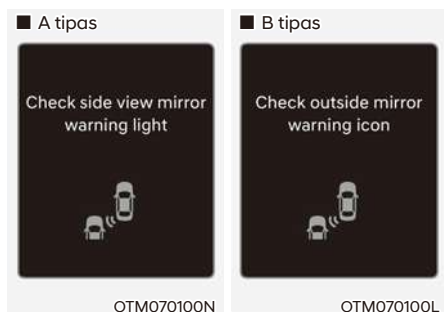 ■ A tipas
Check side view mirror
warning light
OTM070100N
■ B tipas
Check outside mirror
warning icon
OTM070100L